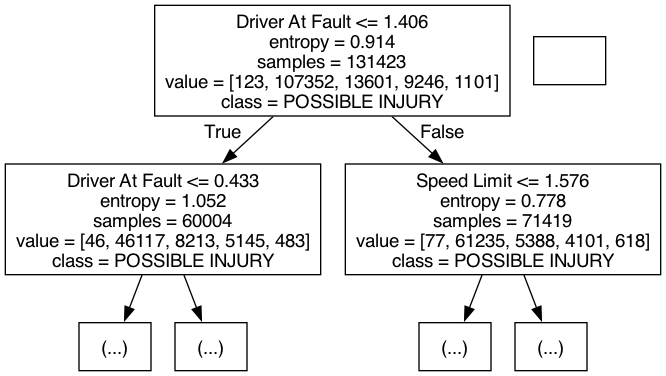 Driver At Fault <= 1.406
entropy = 0.914
samples = 131423
value = [123, 107352, 13601, 9246, 1101]
class = POSSIBLE INJURY
True
False
Driver At Fault <= 0.433
entropy = 1.052
samples = 60004
value = [46, 46117, 8213, 5145, 483]
class = POSSIBLE INJURY
Speed Limit <= 1.576
entropy = 0.778
samples = 71419
value = [77, 61235, 5388, 4101, 618]
class = POSSIBLE INJURY
(...)
(...)
(...)
(...)